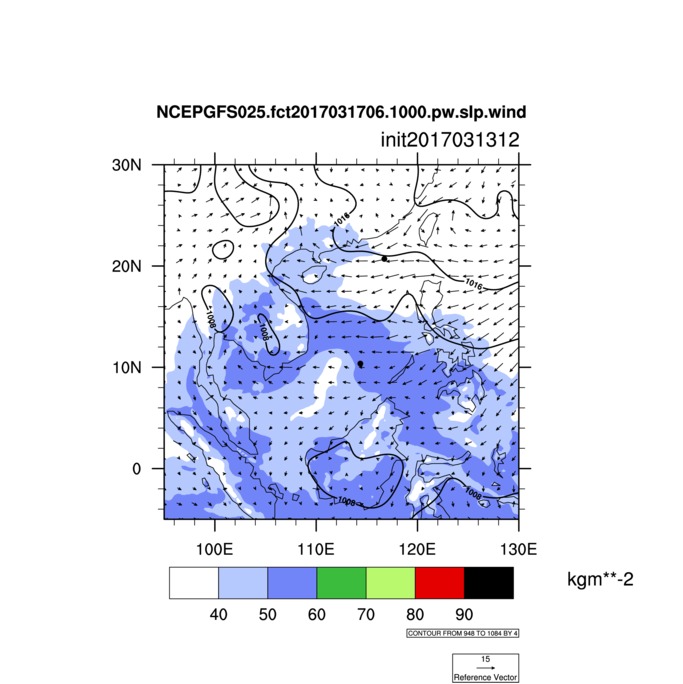 NCEPGFS025.fct2017031706.1000.pw.slp.wind
init2017031312
30N
20N
10N
0
1016
1016
1008
1008
1008
1008
100E 110E 120E 130E
kgm**-2
40 50 60 70 80 90
CONTOUR FROM 948 TO 1084 BY 4
15
Reference Vector